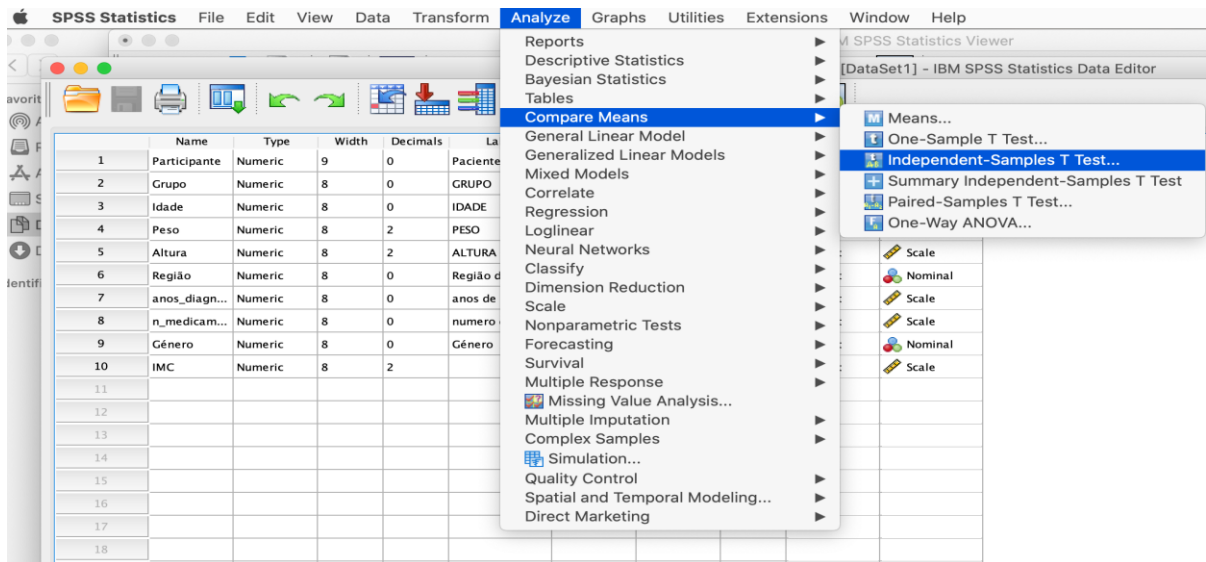 SPSS Statistics File Edit View Data Transform Analyze Graphs Utilities Extensions Window Help
M SPSS Statistics Viewer
[DataSet1] - IBM SPSS Statistics Data Editor
avorit
Name Type Width Decimals La
1 Participante Numeric 9 0 Paciente
2 Grupo Numeric 8 0 GRUPO
3 Idade Numeric 8 0 IDADE
4 Peso Numeric 8 2 PESO
5 Altura Numeric 8 2 ALTURA Scale
6 Região Numeric 8 0 Região d Nominal
7 anos_diagn... Numeric 8 0 anos de Scale
8 n_medicam... Numeric 8 0 numero Scale
9 Género Numeric 8 0 Género Nominal
10 IMC Numeric 8 2 Scale
11
12
13
14
15
16
17
18
Identifi
Reports
Descriptive Statistics
Bayesian Statistics
Tables
Compare Means
General Linear Model
Generalized Linear Models
Mixed Models
Correlate
Regression
Loglinear
Neural Networks
Classify
Dimension Reduction
Scale
Nonparametric Tests
Forecasting
Survival
Multiple Response
Missing Value Analysis...
Multiple Imputation
Complex Samples
Simulation...
Quality Control
Spatial and Temporal Modeling...
Direct Marketing
M Means...
One-Sample T Test...
Independent-Samples T Test...
Summary Independent-Samples T Test
Paired-Samples T Test...
One-Way ANOVA...